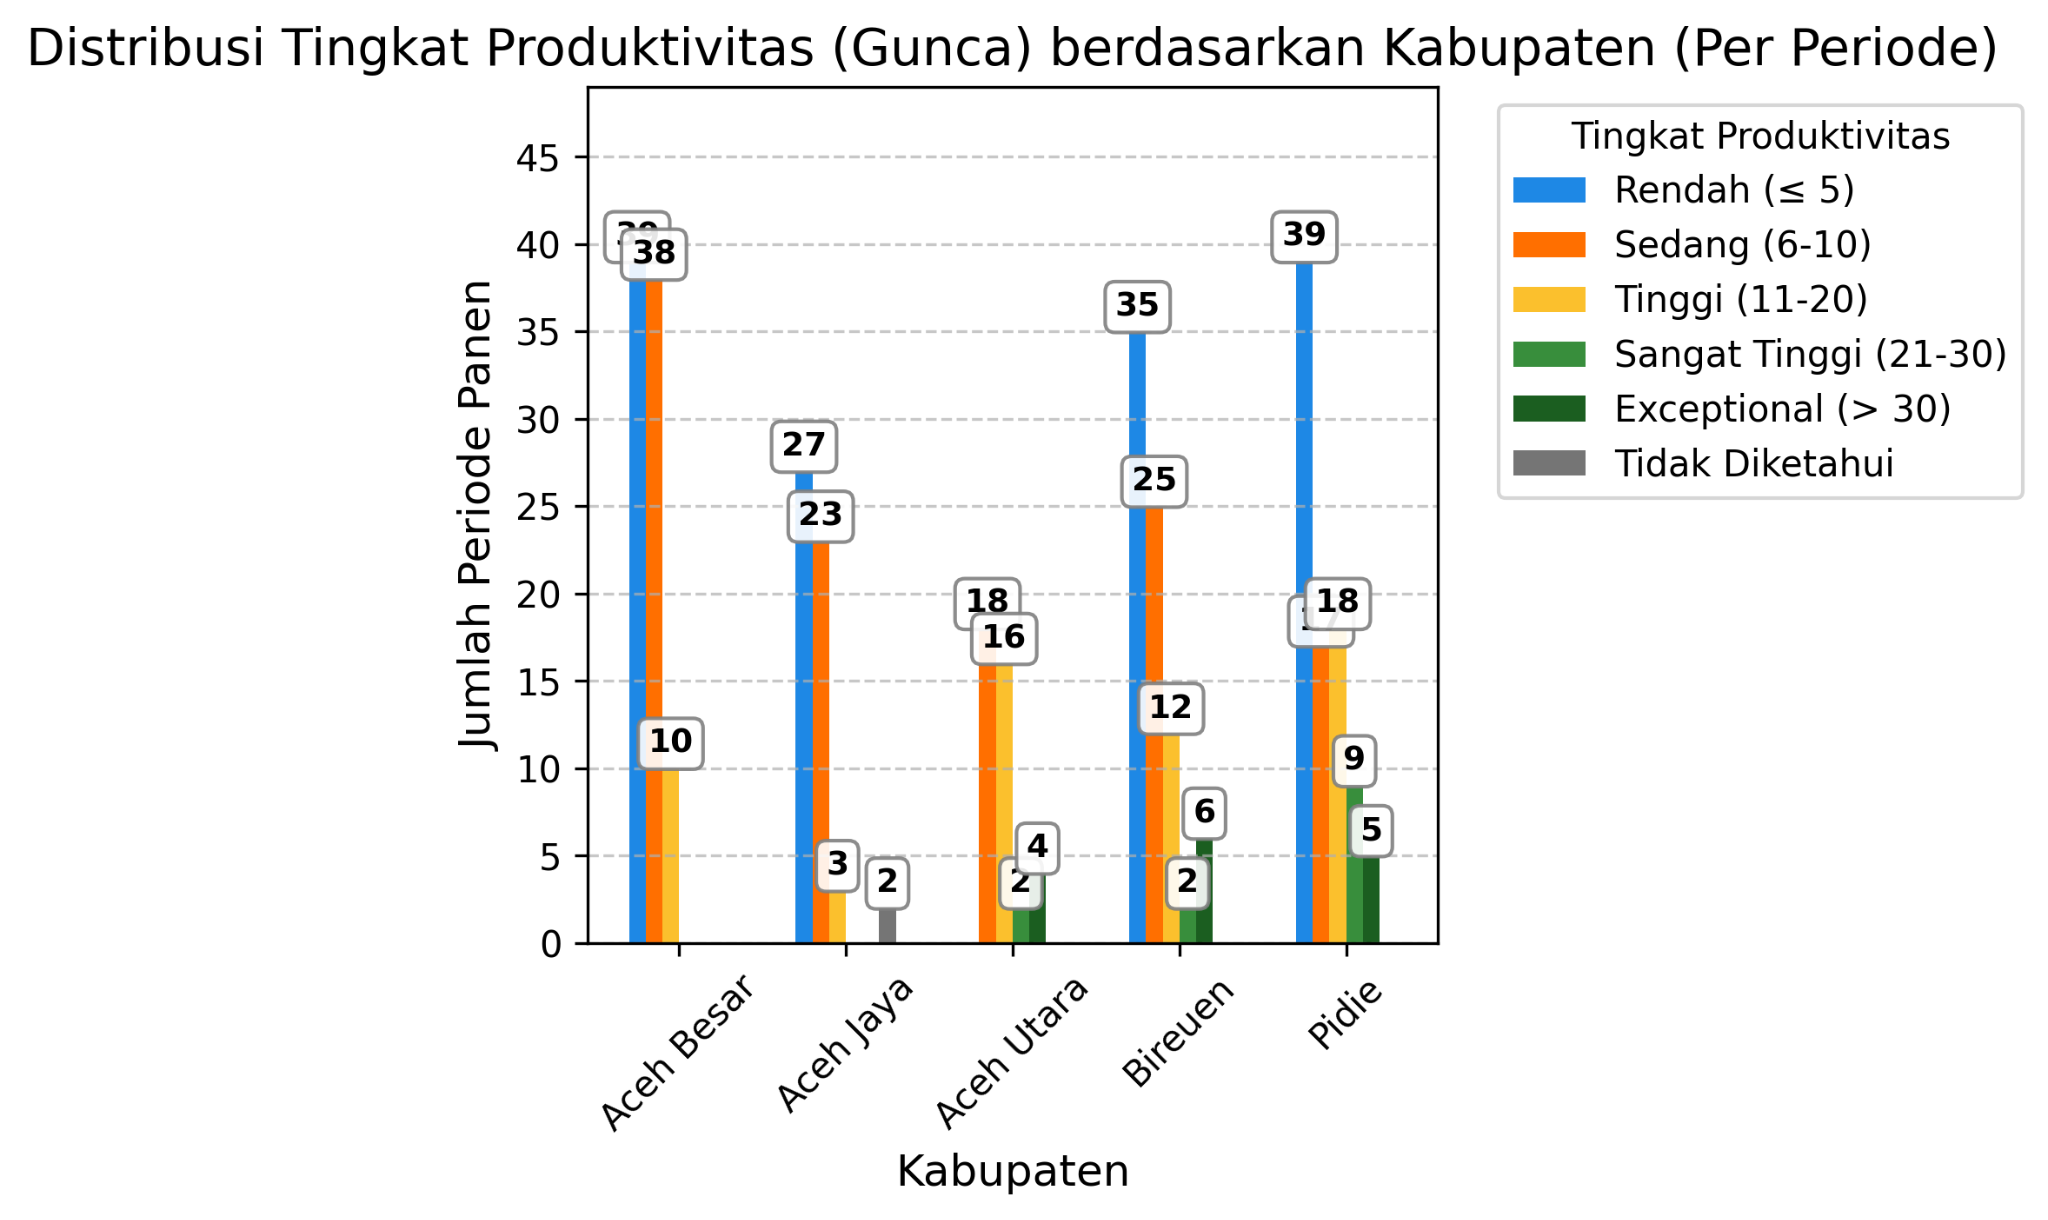 Distribusi Tingkat Produktivitas (Gunca) berdasarkan Kabupaten (Per Periode)
Jumlah Periode Panen
45
40
35
30
25
20
15
10
5
0
38
10
27
23
3
2
18
16
2
4
35
25
12
2
6
39
18
9
5
Aceh Besar
Aceh Jaya
Aceh Utara
Bireuen
Pidie
Kabupaten
Tingkat Produktivitas
Rendah (≤ 5)
Sedang (6-10)
Tinggi (11-20)
Sangat Tinggi (21-30)
Exceptional (> 30)
Tidak Diketahui